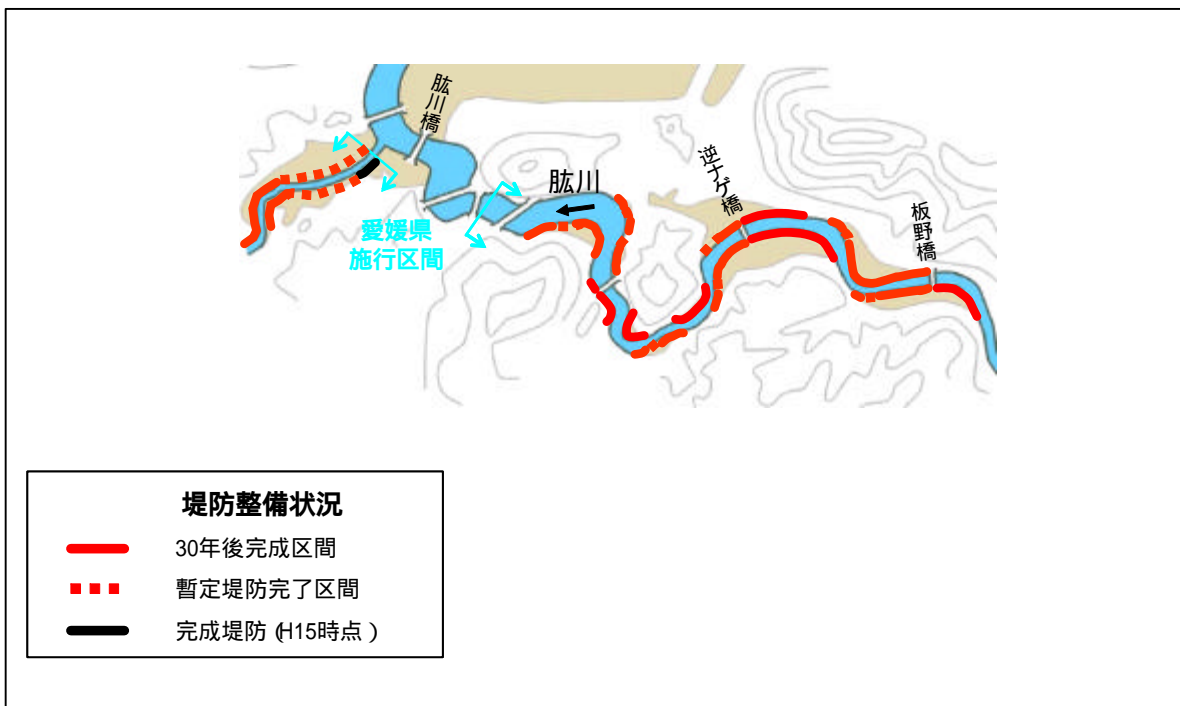 肱川橋
逆ナゲ橋
板野橋
肱川
愛媛県
施行区間
堤防整備状況
30年後完成区間
暫定堤防完了区間
完成堤防(H15時点)